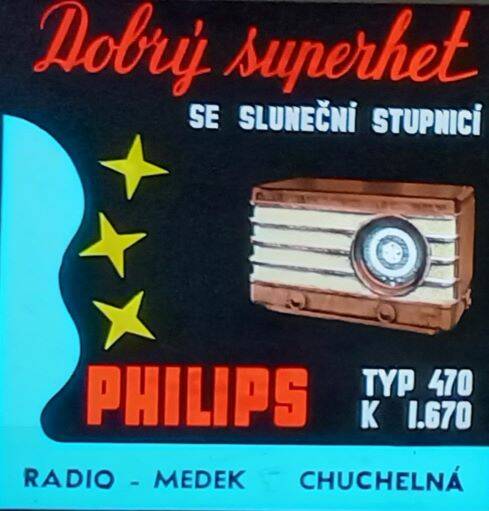 Dobrý superhet
SE SLUNEČNÍ STUPNICÍ
PHILIPS
TYP 470
K 1.670
RADIO - MEDEK CHUCHELNÁ